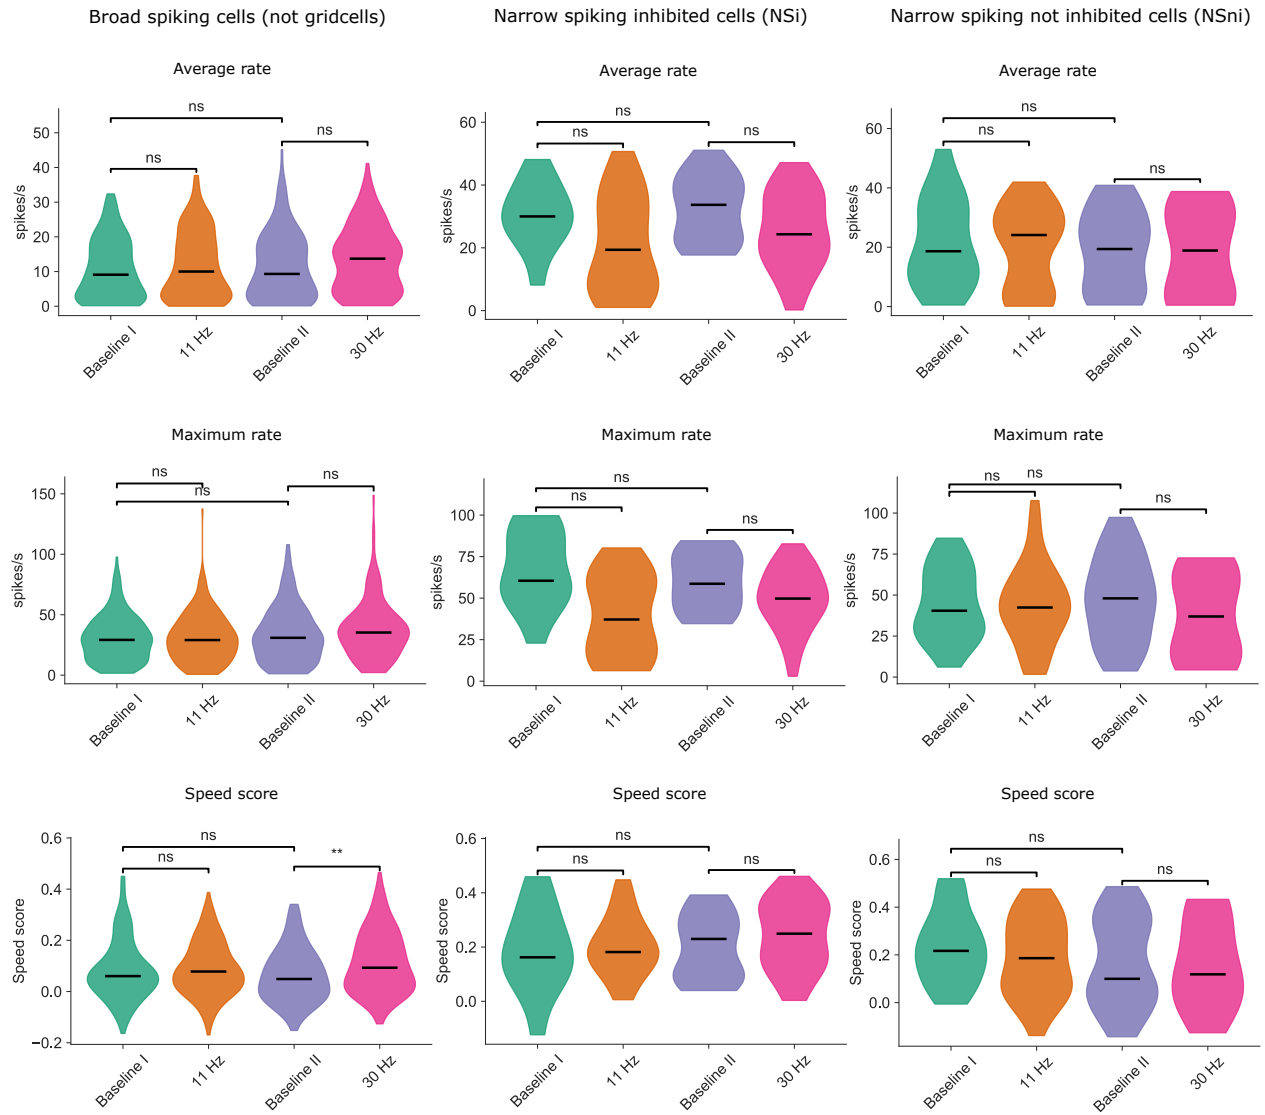 Broad spiking cells (not gridcells)
Narrow spiking inhibited cells (NSi)
Narrow spiking not inhibited cells (NSni)
Average rate
ns
ns
ns
spikes/s
50
40
30
20
10
0
Baseline I
11 Hz
Baseline II
30 Hz
Average rate
ns
ns
ns
spikes/s
60
40
20
0
Baseline I
11 Hz
Baseline II
30 Hz
Average rate
ns
ns
ns
spikes/s
60
40
20
0
Baseline I
11 Hz
Baseline II
30 Hz
Maximum rate
ns
ns
ns
spikes/s
150
100
50
0
Baseline I
11 Hz
Baseline II
30 Hz
Maximum rate
ns
ns
ns
spikes/s
100
75
50
25
0
Baseline I
11 Hz
Baseline II
30 Hz
Maximum rate
ns
ns
ns
spikes/s
100
75
50
25
0
Baseline I
11 Hz
Baseline II
30 Hz
Speed score
ns
ns
**
Speed score
0.6
0.4
0.2
0.0
−0.2
Baseline I
11 Hz
Baseline II
30 Hz
Speed score
ns
ns
ns
Speed score
0.6
0.4
0.2
0.0
Baseline I
11 Hz
Baseline II
30 Hz
Speed score
ns
ns
ns
Speed score
0.6
0.4
0.2
0.0
Baseline I
11 Hz
Baseline II
30 Hz